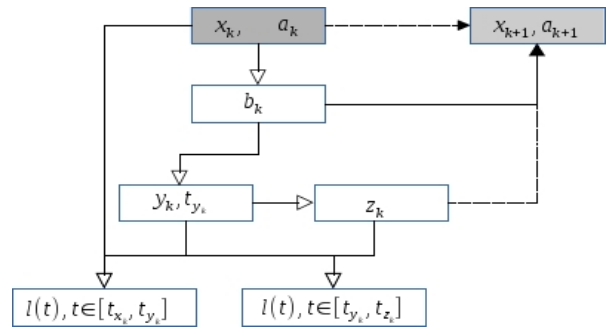 x_k, a_k
x_{k+1}, a_{k+1}
b_k
y_k, t_{y_k}
z_k
l(t), t∈[t_{x_k}, t_{y_k}]
l(t), t∈[t_{y_k}, t_{z_k}]